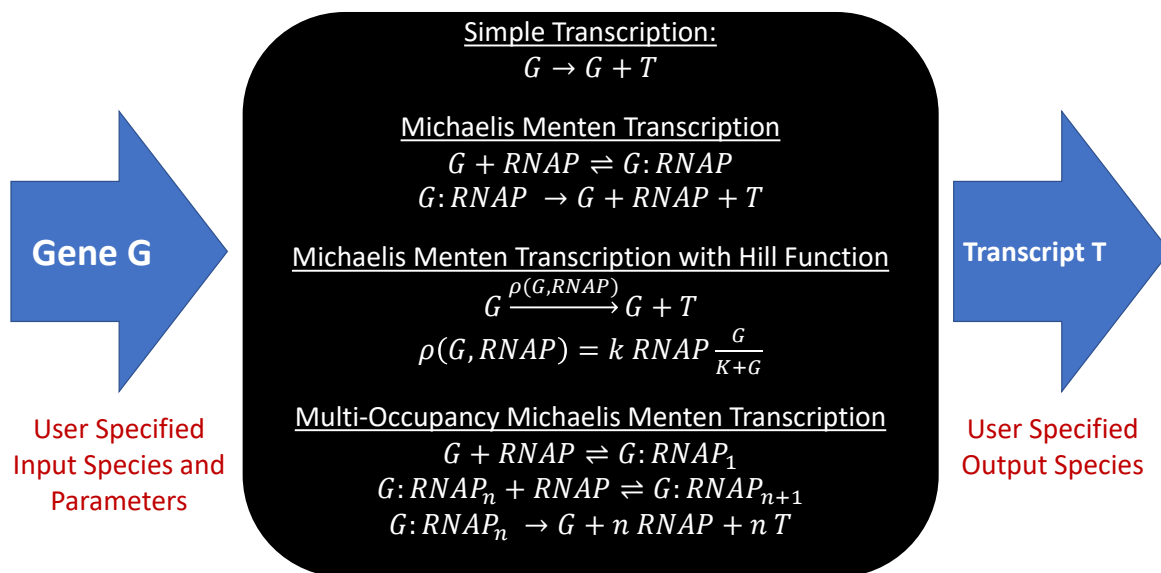 Gene G
User Specified
Input Species and
Parameters
Simple Transcription:
G → G + T
Michaelis Menten Transcription
G + RNAP ⇌ G: RNAP
G: RNAP → G + RNAP + T
Michaelis Menten Transcription with Hill Function
G \xrightarrow{ρ(G,RNAP)} G + T
ρ(G, RNAP) = k RNAP \frac{G}{K+G}
Multi-Occupancy Michaelis Menten Transcription
G + RNAP ⇌ G: RNAP₁
G: RNAPₙ + RNAP ⇌ G: RNAPₙ₊₁
G: RNAPₙ → G + n RNAP + n T
Transcript T
User Specified
Output Species